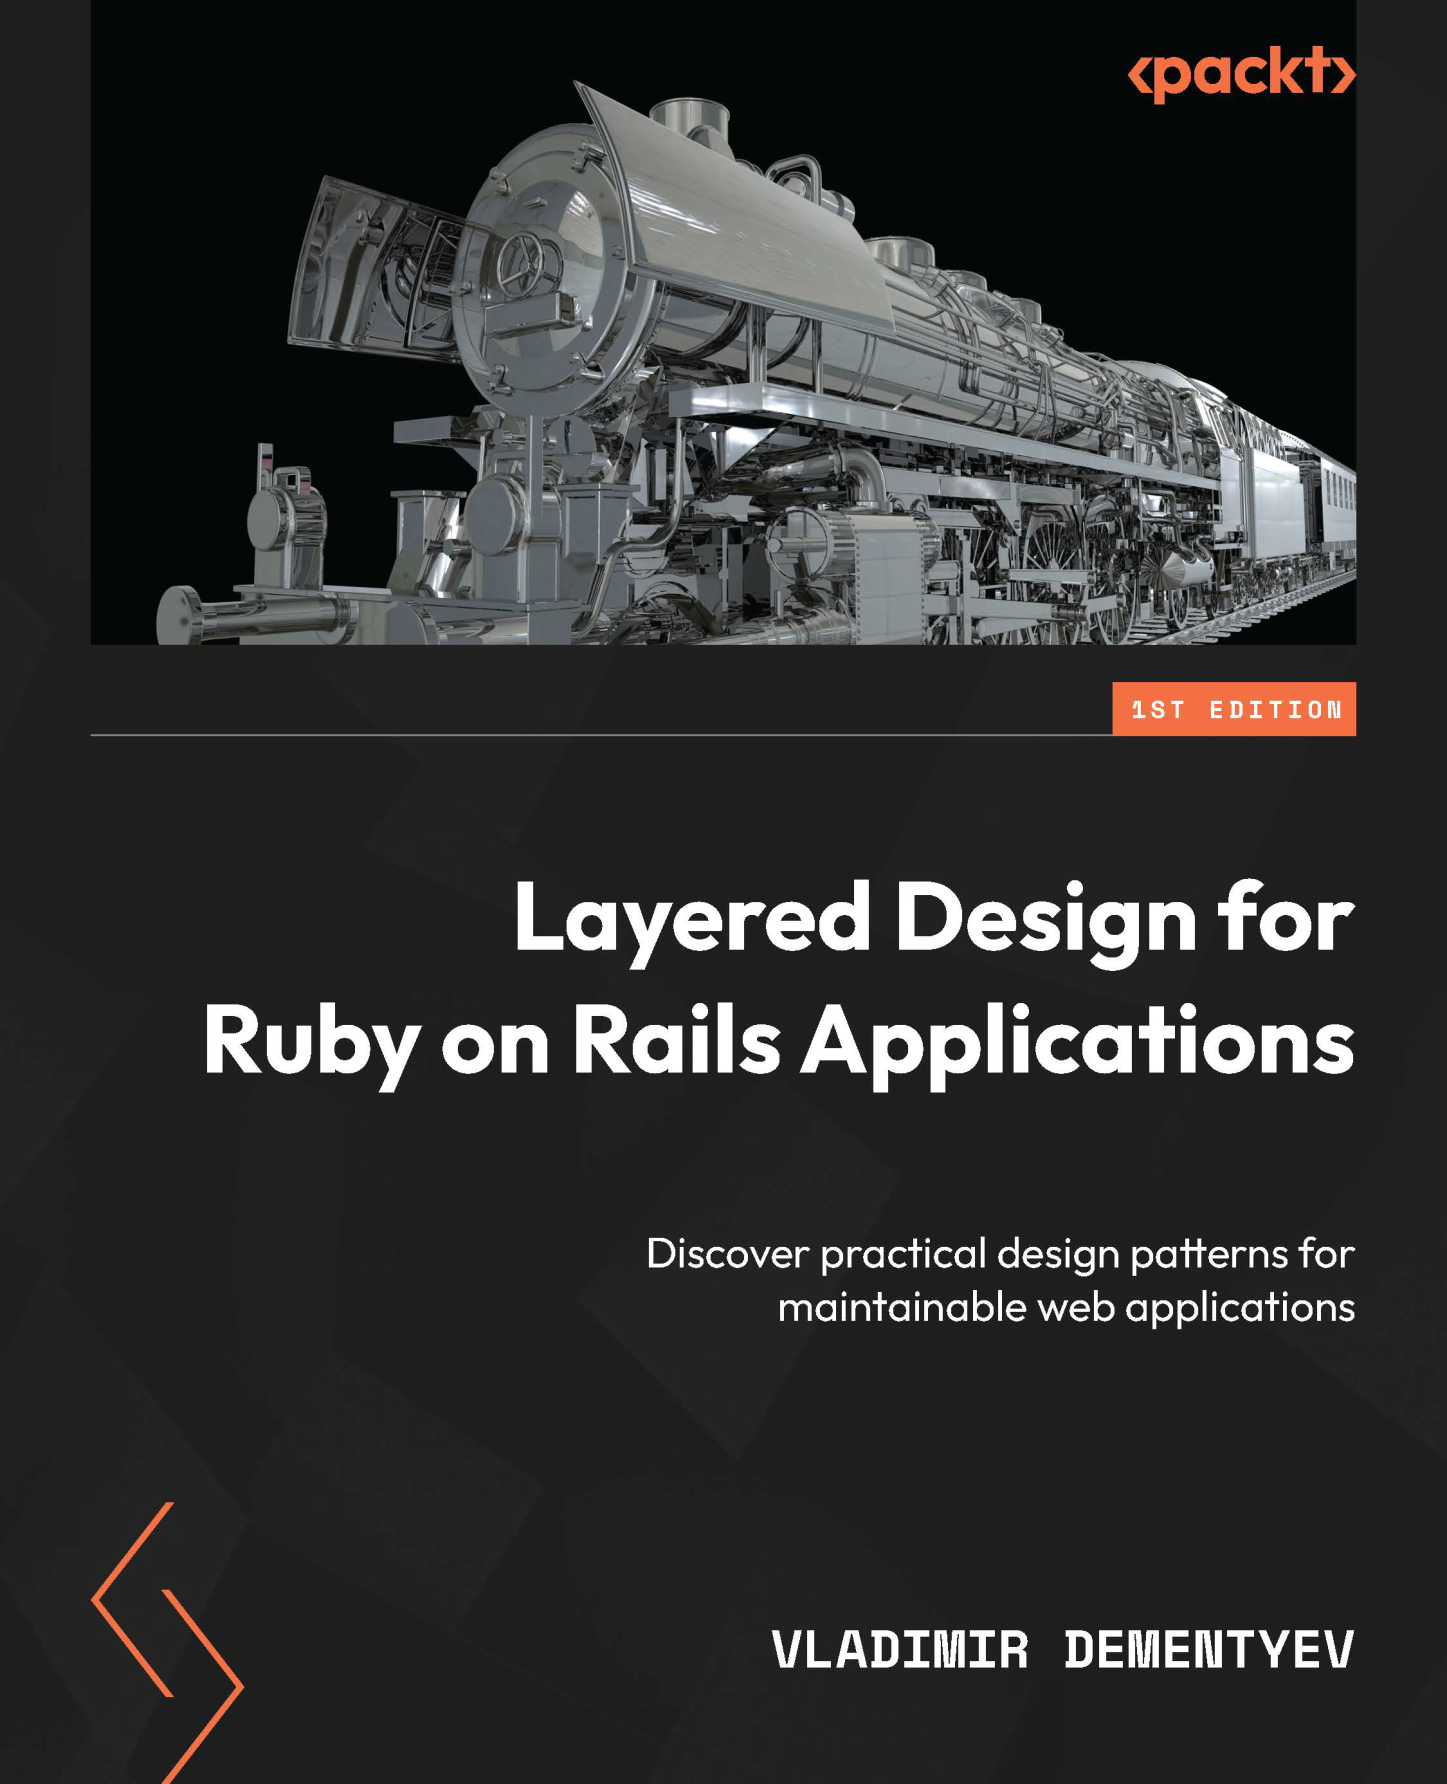 <packt>
1ST EDITION
Layered Design for
Ruby on Rails Applications
Discover practical design patterns for
maintainable web applications
VLADIMIR DEMENTYEV